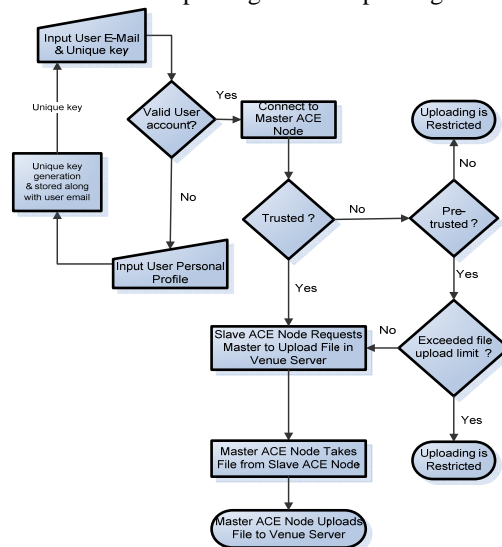 Input User E-Mail
& Unique key
Unique key
Valid User
account?
Yes
Connect to
Master ACE
Node
Uploading is
Restricted
No
Unique key
generation
& stored along
with user email
No
Trusted ?
No
Pre-
trusted ?
Input User Personal
Profile
Yes
Yes
Slave ACE Node Requests
Master to Upload File in
Venue Server
No
Exceeded file
upload limit ?
Yes
Master ACE Node Takes
File from Slave ACE Node
Uploading is
Restricted
Master ACE Node Uploads
File to Venue Server